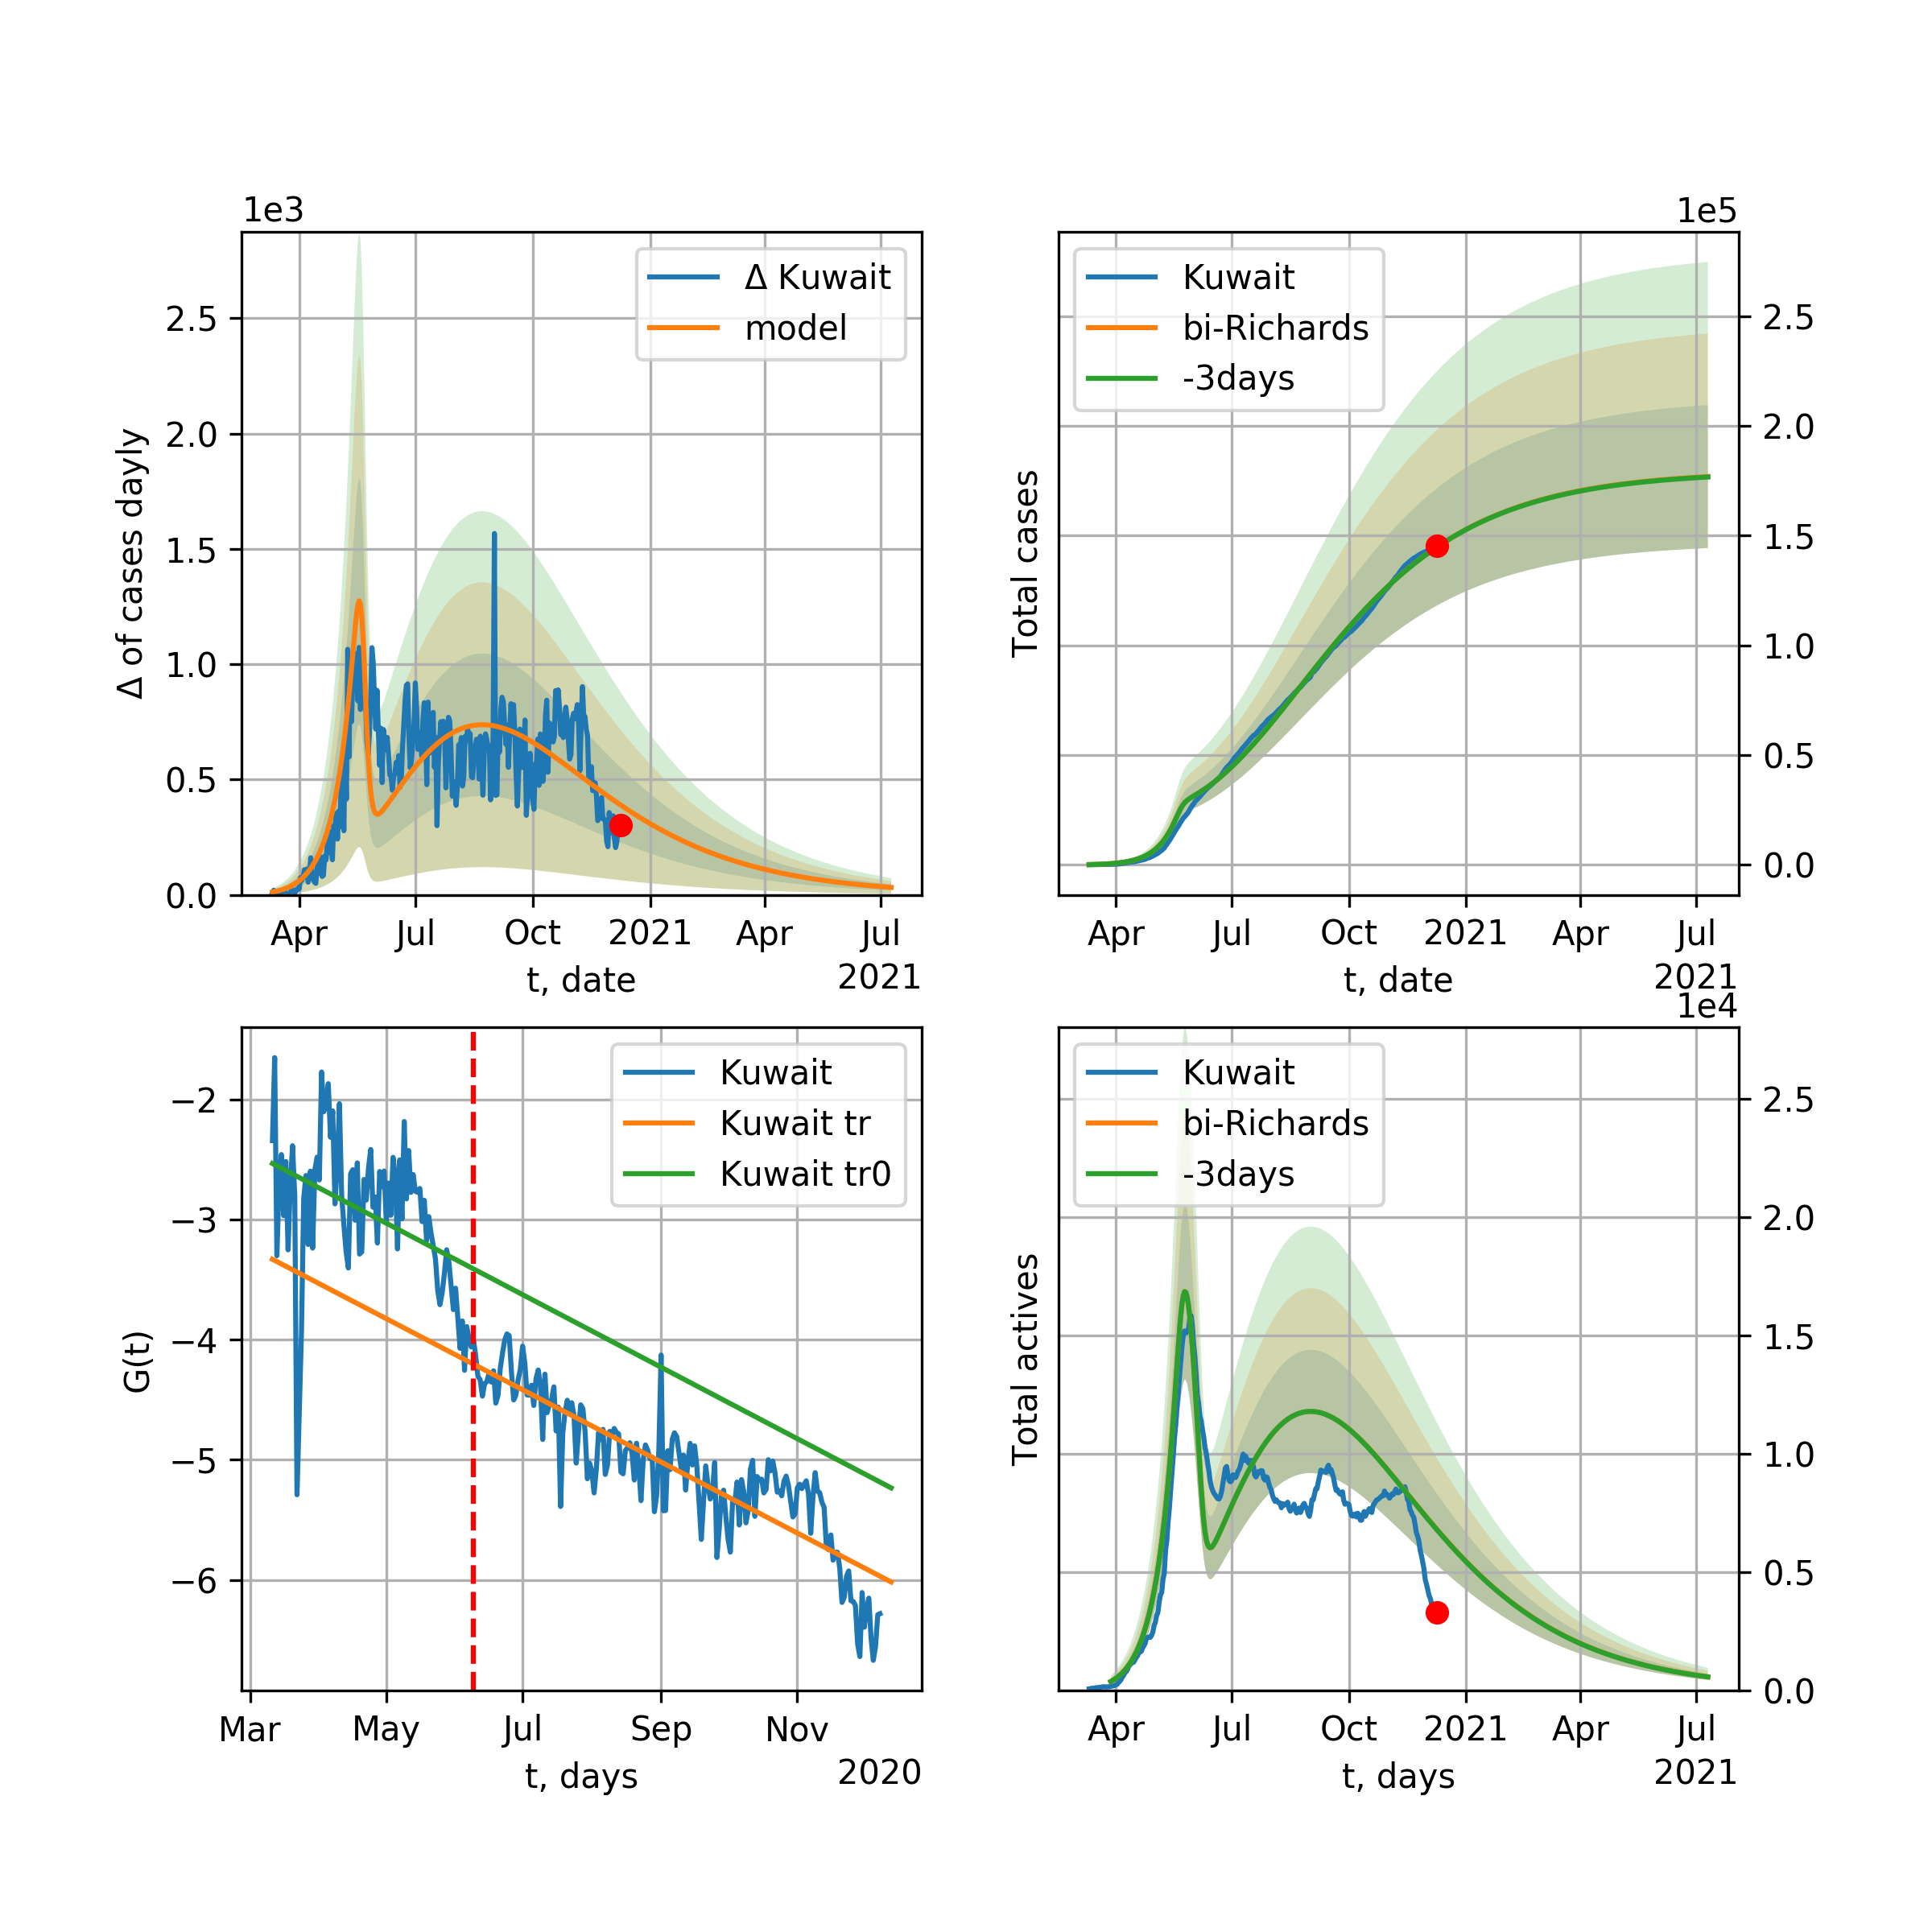 1e3
Δ of cases dayly
2.5
2.0
1.5
1.0
0.5
0.0
Δ Kuwait
model
Apr Jul Oct 2021 Apr Jul
t, date
2021
1e5
Total cases
Kuwait
bi-Richards
-3days
2.5
2.0
1.5
1.0
0.5
0.0
Apr Jul Oct 2021 Apr Jul
t, date
2021
G(t)
−2
−3
−4
−5
−6
Kuwait
Kuwait tr
Kuwait tr0
Mar May Jul Sep Nov
t, days
2020
1e4
Total actives
Kuwait
bi-Richards
-3days
2.5
2.0
1.5
1.0
0.5
0.0
Apr Jul Oct 2021 Apr Jul
t, days
2021